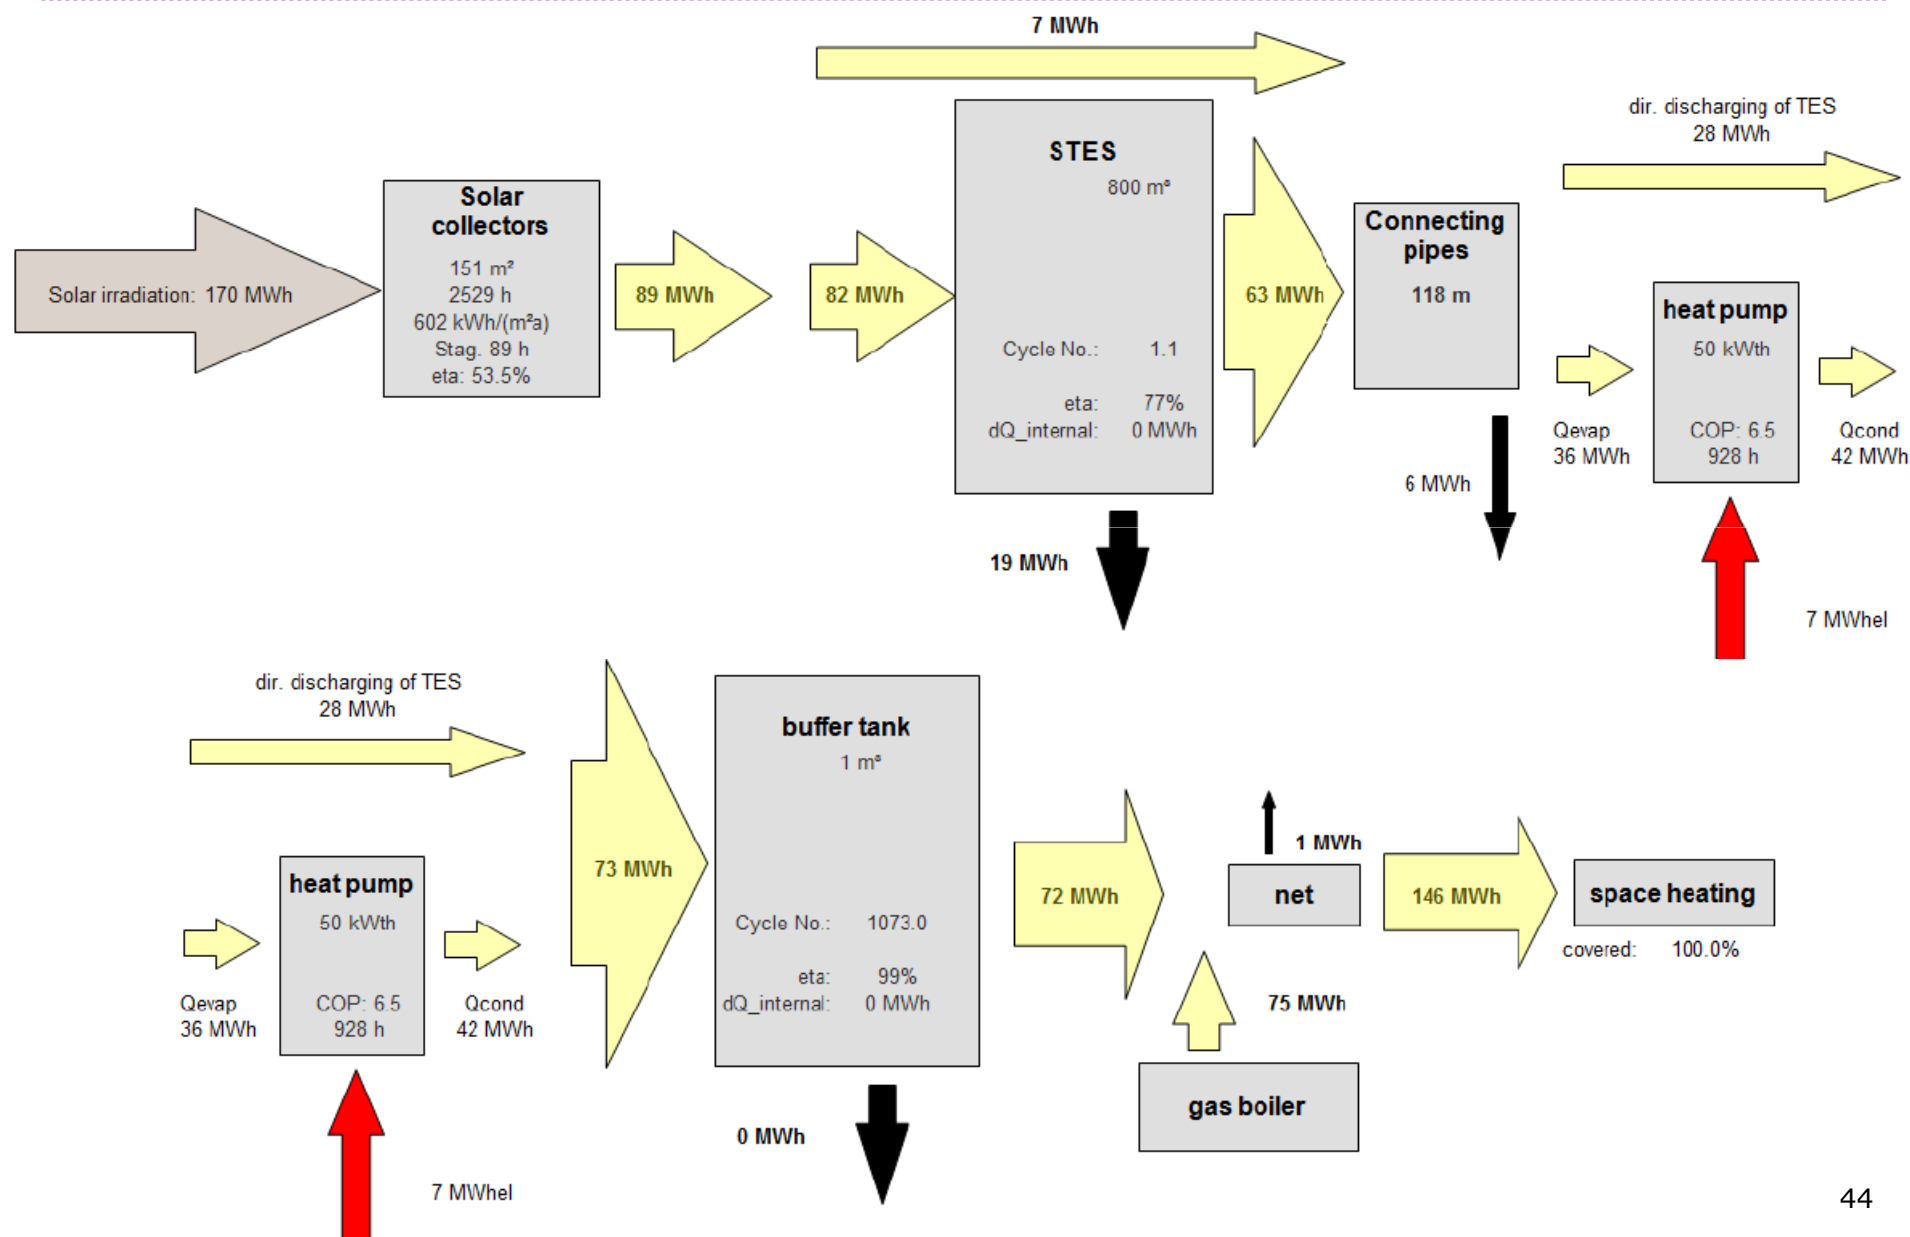 7 MWh
dir. discharging of TES
28 MWh
STES
800 m³
Solar
collectors
151 m²
2529 h
602 kWh/(m²a)
Stag. 89 h
eta: 53.5%
Solar irradiation: 170 MWh
89 MWh
82 MWh
Cycle No.: 1.1
eta: 77%
dQ_internal: 0 MWh
63 MWh
Connecting
pipes
118 m
heat pump
50 kWth
COP: 6.5
928 h
Qevap
36 MWh
Qcond
42 MWh
6 MWh
19 MWh
7 MWhel
dir. discharging of TES
28 MWh
heat pump
50 kWth
COP: 6.5
928 h
Qevap
36 MWh
Qcond
42 MWh
7 MWhel
73 MWh
buffer tank
1 m³
Cycle No.: 1073.0
eta: 99%
dQ_internal: 0 MWh
0 MWh
72 MWh
1 MWh
net
75 MWh
gas boiler
146 MWh
space heating
covered: 100.0%
44